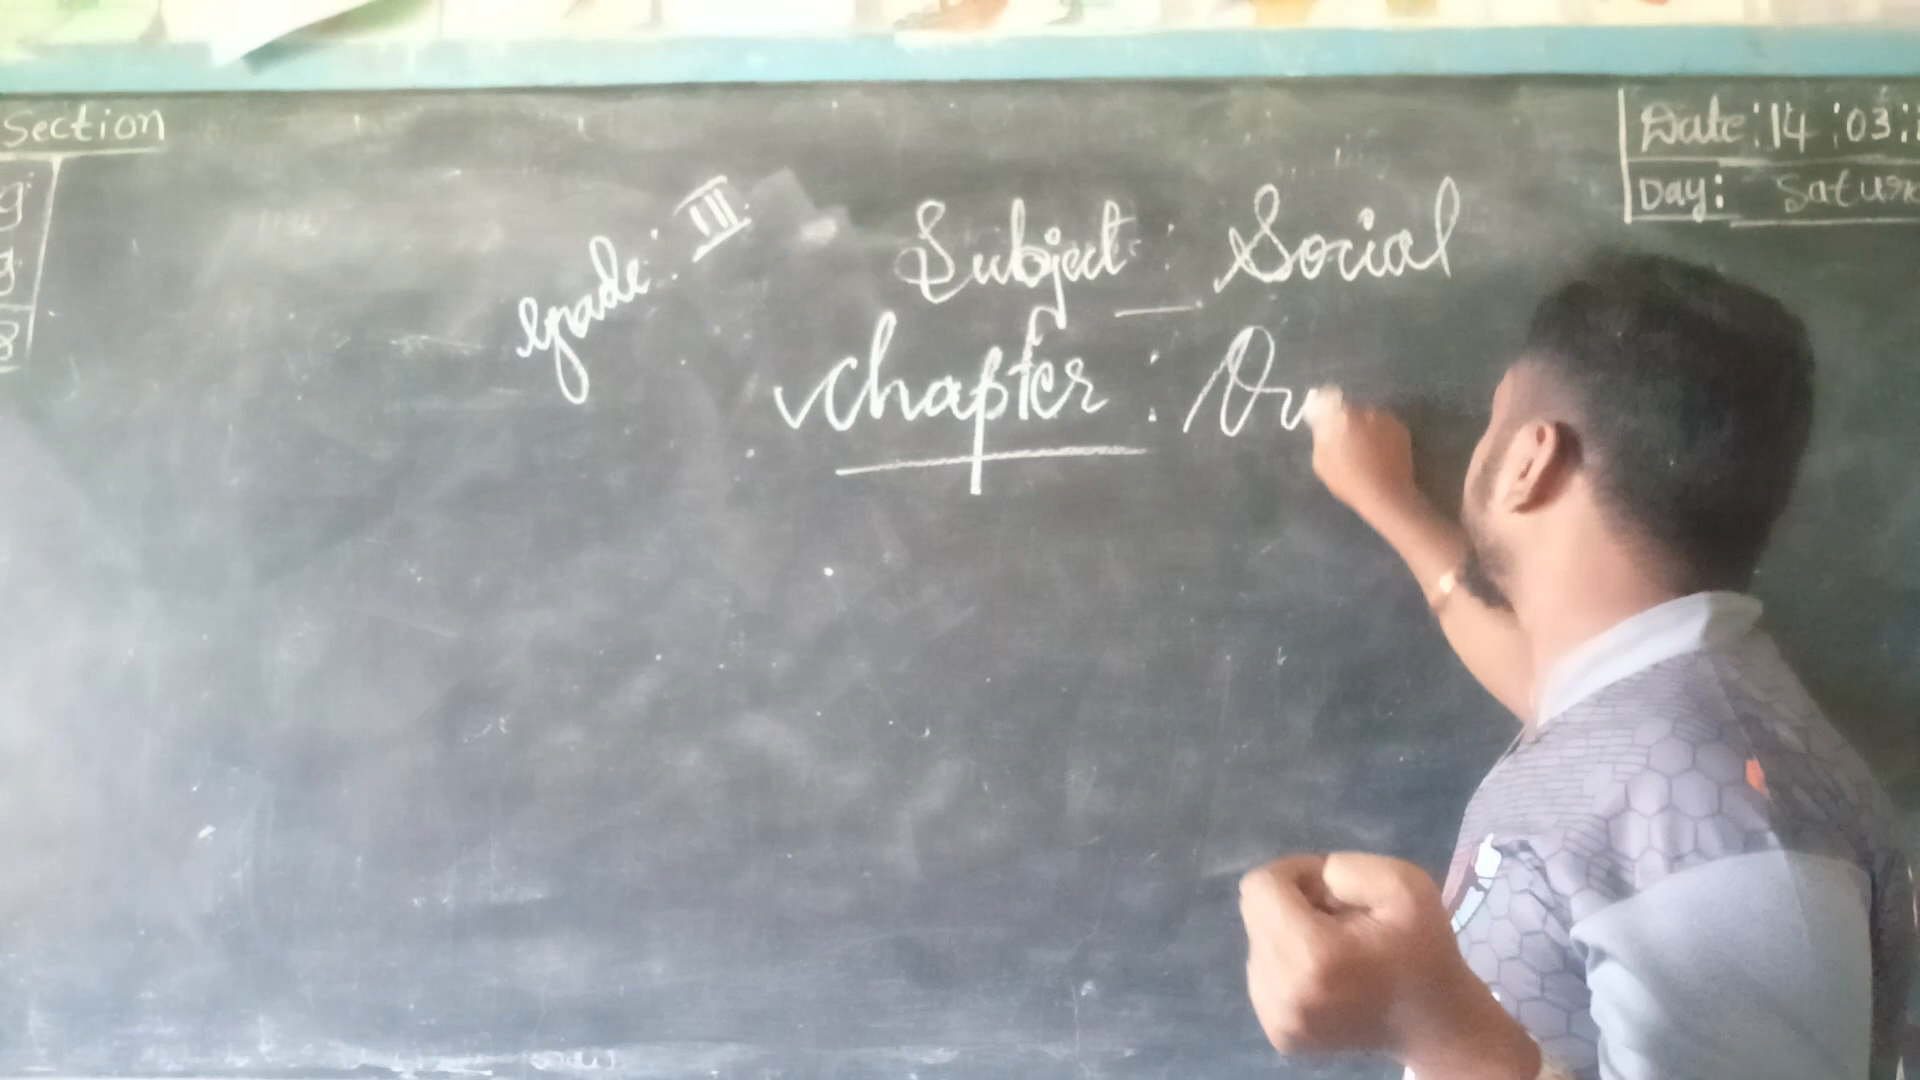 Section
Date: 14:03:
Day: Satur
g.
g.
Grade: III
Subject: Social
Chapter: Ou